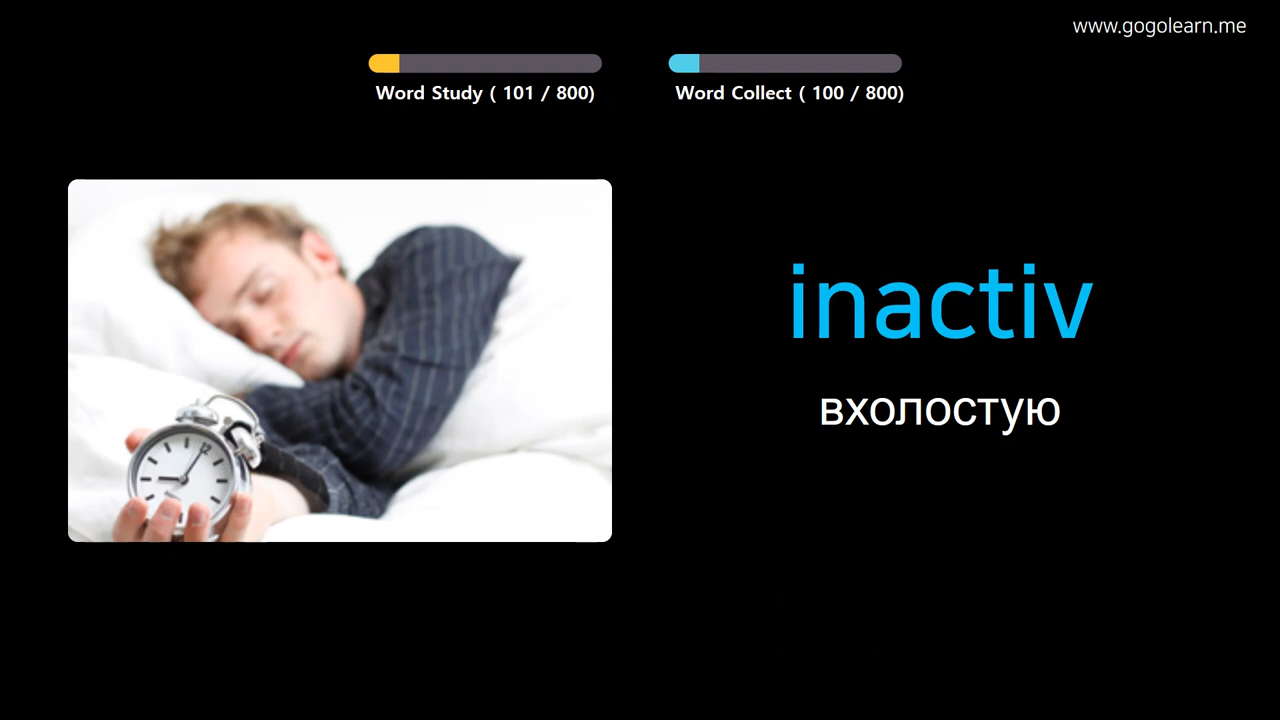 www.gogolearn.me
Word Study ( 101 / 800)
Word Collect ( 100 / 800)
inactiv
вхолостую